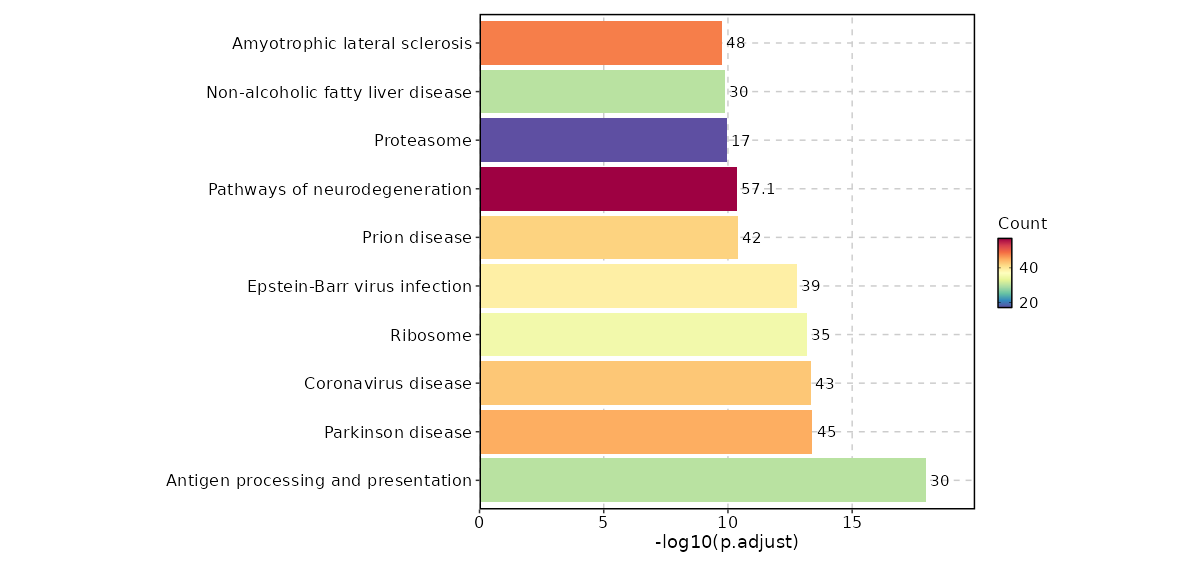 Amyotrophic lateral sclerosis 48
Non-alcoholic fatty liver disease 30
Proteasome 17
Pathways of neurodegeneration 57.1
Prion disease 42
Epstein-Barr virus infection 39
Ribosome 35
Coronavirus disease 43
Parkinson disease 45
Antigen processing and presentation 30
0 5 10 15
-log10(p.adjust)
Count
40
20